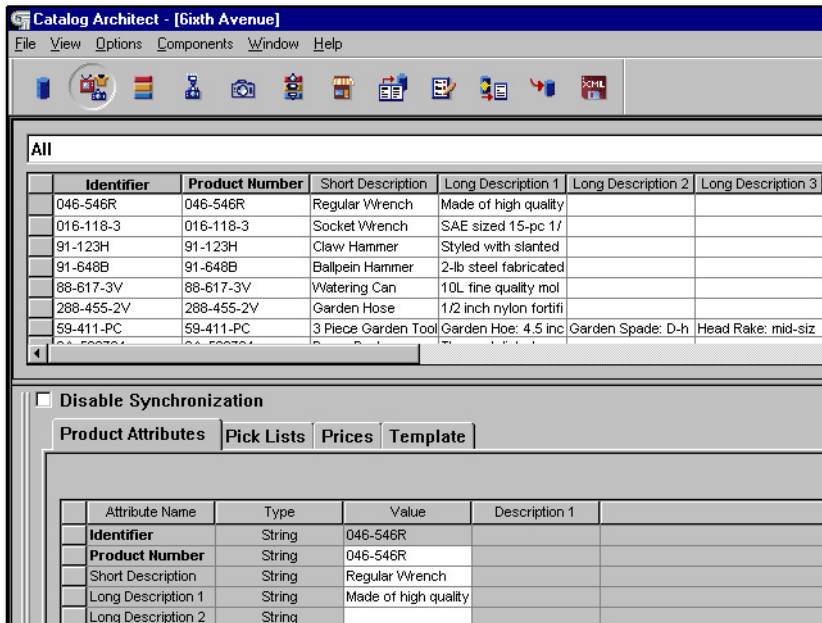 Catalog Architect - [6ixth Avenue]
File View Options Components Window Help
XML
All
Identifier Product Number Short Description Long Description 1 Long Description 2 Long Description 3
046-546R 046-546R Regular Wrench Made of high quality
016-118-3 016-118-3 Socket Wrench SAE sized 15-pc 1/
91-123H 91-123H Claw Hammer Styled with slanted
91-648B 91-648B Ballpein Hammer 2-lb steel fabricated
88-617-3V 88-617-3V Watering Can 10L fine quality mol
288-455-2V 288-455-2V Garden Hose 1/2 inch nylon fortifi
59-411-PC 59-411-PC 3 Piece Garden Tool Garden Hoe: 4.5 inc Garden Spade: D-h Head Rake: mid-siz
Disable Synchronization
Product Attributes Pick Lists Prices Template
Attribute Name Type Value Description 1
Identifier String 046-546R
Product Number String 046-546R
Short Description String Regular Wrench
Long Description 1 String Made of high quality
Long Description 2 String